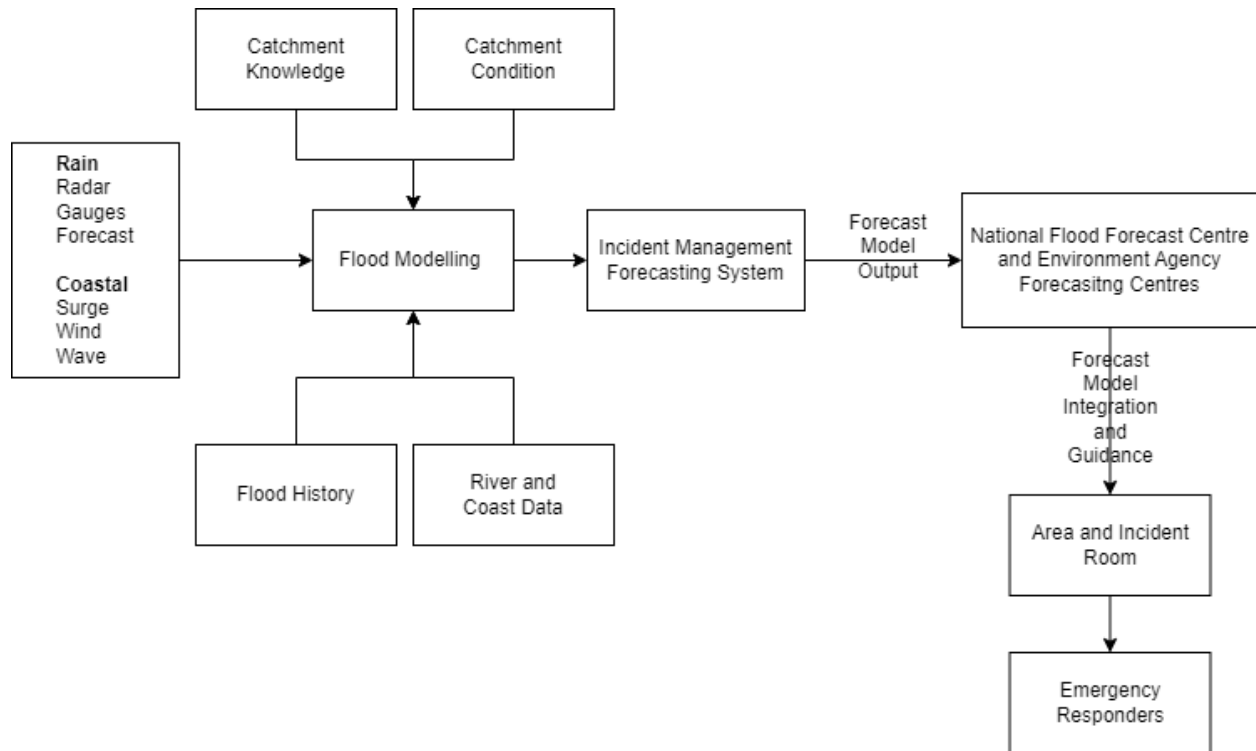 Catchment
Knowledge
Catchment
Condition
Rain
Radar
Gauges
Forecast
Coastal
Surge
Wind
Wave
Flood Modelling
Incident Management
Forecasting System
Forecast
Model
Output
National Flood Forecast Centre
and Environment Agency
Forecasitng Centres
Flood History
River and
Coast Data
Forecast
Model
Integration
and
Guidance
Area and Incident
Room
Emergency
Responders